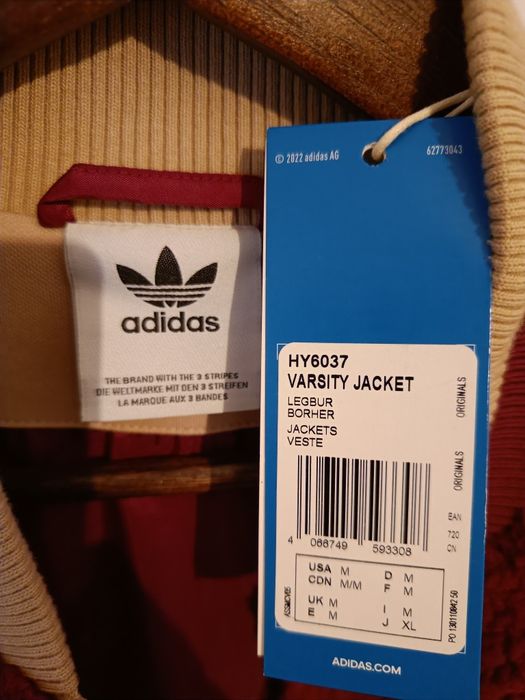 adidas
THE BRAND WITH THE 3 STRIPES
DIE WELTMARKE MIT DEN 3 STREIFEN
LA MARQUE AUX 3 BANDES
© 2022 adidas AG
62773043
HY6037
VARSITY JACKET
LEGBUR
BORHER
JACKETS
VESTE
ORIGINALS
ORIGINALS
EAN
720
CN
4 066749 593308
USA M D M
CDN M/M F M
UK M I M
E M J XL
ADIDAS.COM